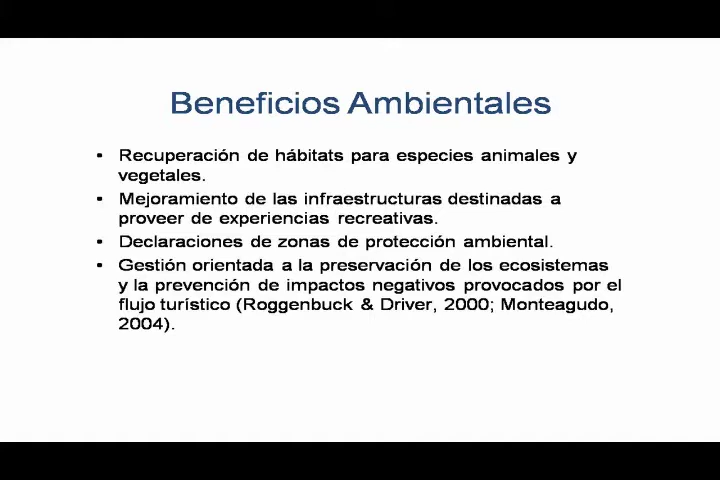 Beneficios Ambientales
• Recuperación de hábitats para especies animales y
vegetales.
• Mejoramiento de las infraestructuras destinadas a
proveer de experiencias recreativas.
• Declaraciones de zonas de protección ambiental.
• Gestión orientada a la preservación de los ecosistemas
y la prevención de impactos negativos provocados por el
flujo turístico (Roggenbuck & Driver, 2000; Monteagudo,
2004).